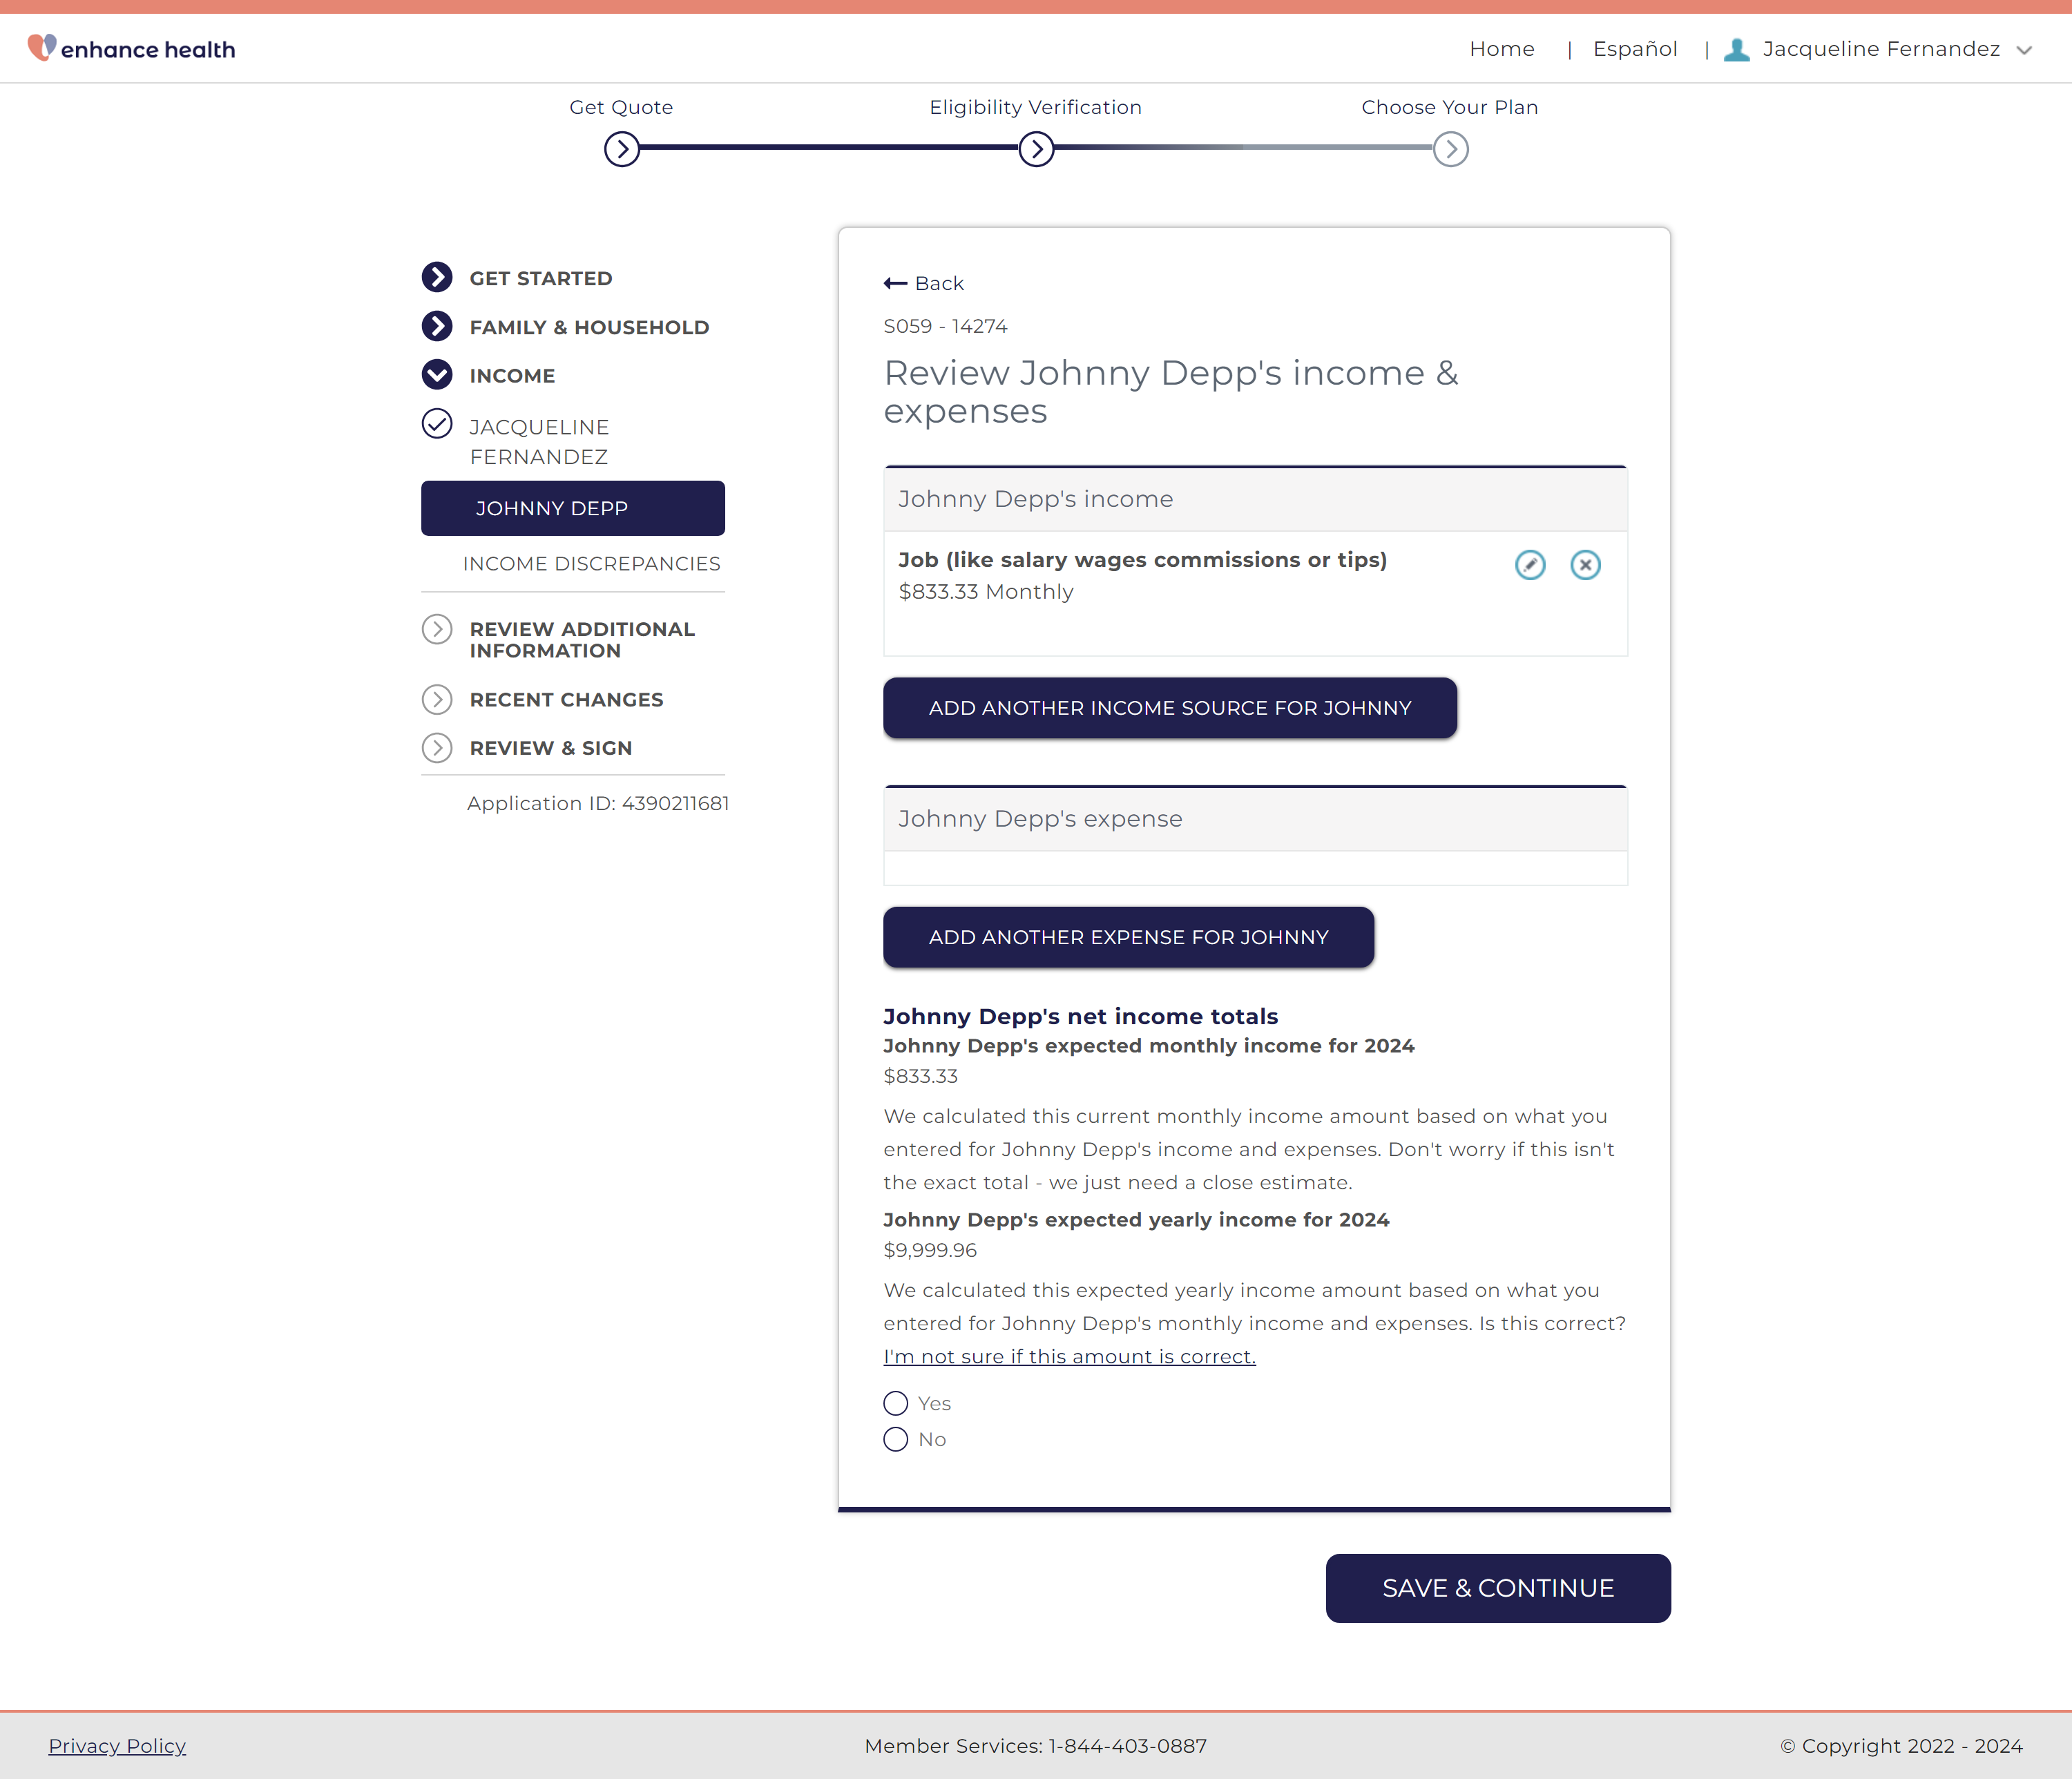 enhance health
Home | Español | Jacqueline Fernandez
Get Quote
Eligibility Verification
Choose Your Plan
GET STARTED
FAMILY & HOUSEHOLD
INCOME
JACQUELINE
FERNANDEZ
JOHNNY DEPP
INCOME DISCREPANCIES
REVIEW ADDITIONAL
INFORMATION
RECENT CHANGES
REVIEW & SIGN
Application ID: 4390211681
Back
S059 - 14274
Review Johnny Depp's income &
expenses
Johnny Depp's income
Job (like salary wages commissions or tips)
$833.33 Monthly
ADD ANOTHER INCOME SOURCE FOR JOHNNY
Johnny Depp's expense
ADD ANOTHER EXPENSE FOR JOHNNY
Johnny Depp's net income totals
Johnny Depp's expected monthly income for 2024
$833.33
We calculated this current monthly income amount based on what you
entered for Johnny Depp's income and expenses. Don't worry if this isn't
the exact total - we just need a close estimate.
Johnny Depp's expected yearly income for 2024
$9,999.96
We calculated this expected yearly income amount based on what you
entered for Johnny Depp's monthly income and expenses. Is this correct?
I'm not sure if this amount is correct.
Yes
No
SAVE & CONTINUE
Privacy Policy
Member Services: 1-844-403-0887
© Copyright 2022 - 2024